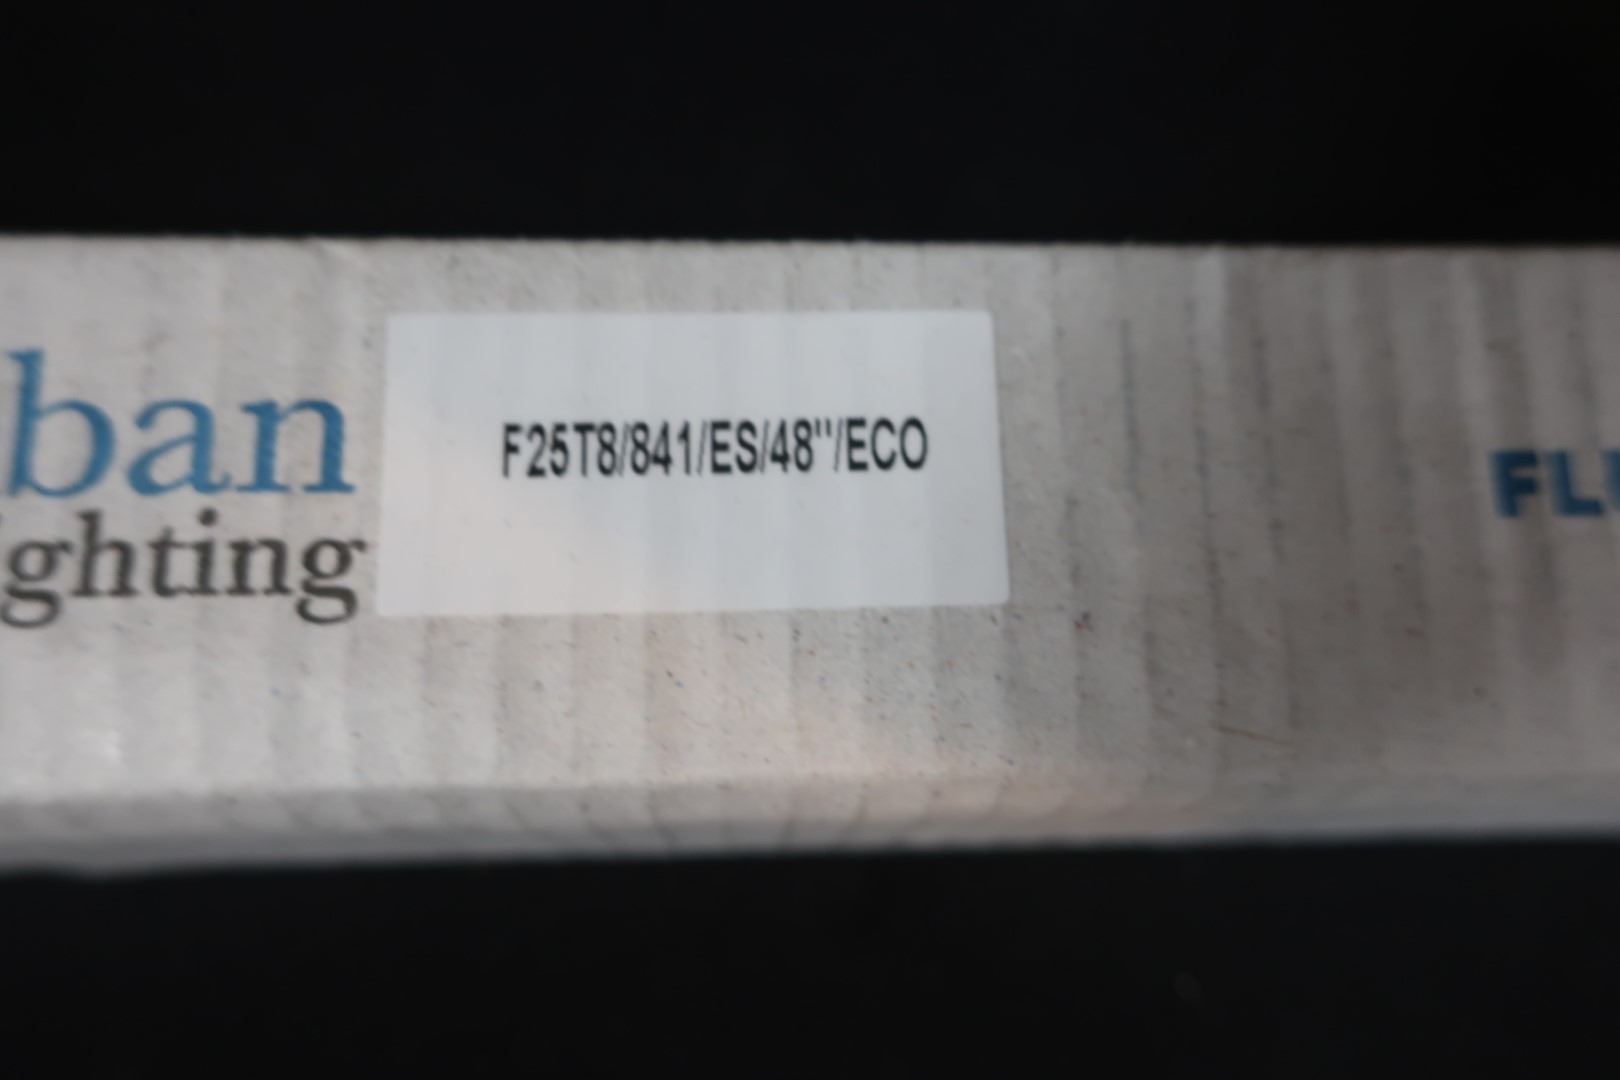 ban
ghting
F25T8/841/ES/48"/ECO
FL